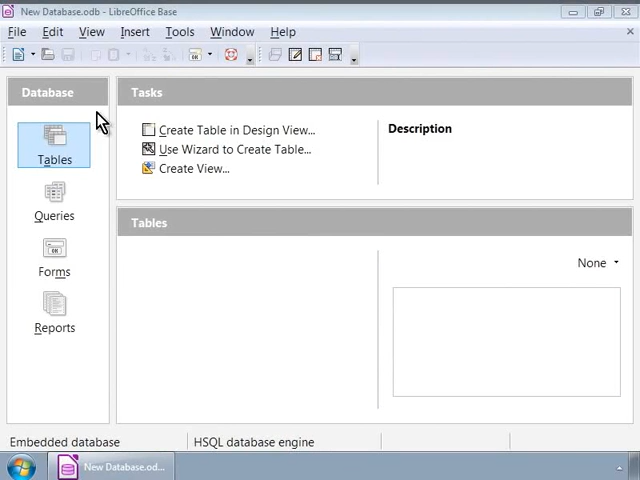 New Database.odb - LibreOffice Base
File Edit View Insert Tools Window Help
Database
Tables
Queries
Forms
Reports
Tasks
Create Table in Design View...
Use Wizard to Create Table...
Create View...
Description
Tables
None
Embedded database HSQL database engine
New Database.od...